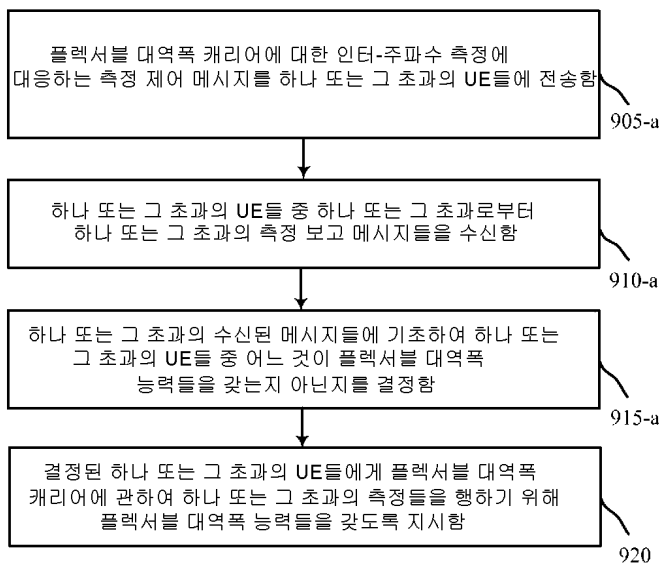 플렉서블 대역폭 캐리어에 대한 인터-주파수 측정에
대응하는 측정 제어 메시지를 하나 또는 그 초과의 UE들에 전송함
905-a
하나 또는 그 초과의 UE들 중 하나 또는 그 초과로부터
하나 또는 그 초과의 측정 보고 메시지들을 수신함
910-a
하나 또는 그 초과의 수신된 메시지들에 기초하여 하나 또는
그 초과의 UE들 중 어느 것이 플렉서블 대역폭
능력들을 갖는지 아닌지를 결정함
915-a
결정된 하나 또는 그 초과의 UE들에게 플렉서블 대역폭
캐리어에 관하여 하나 또는 그 초과의 측정들을 행하기 위해
플렉서블 대역폭 능력들을 갖도록 지시함
920